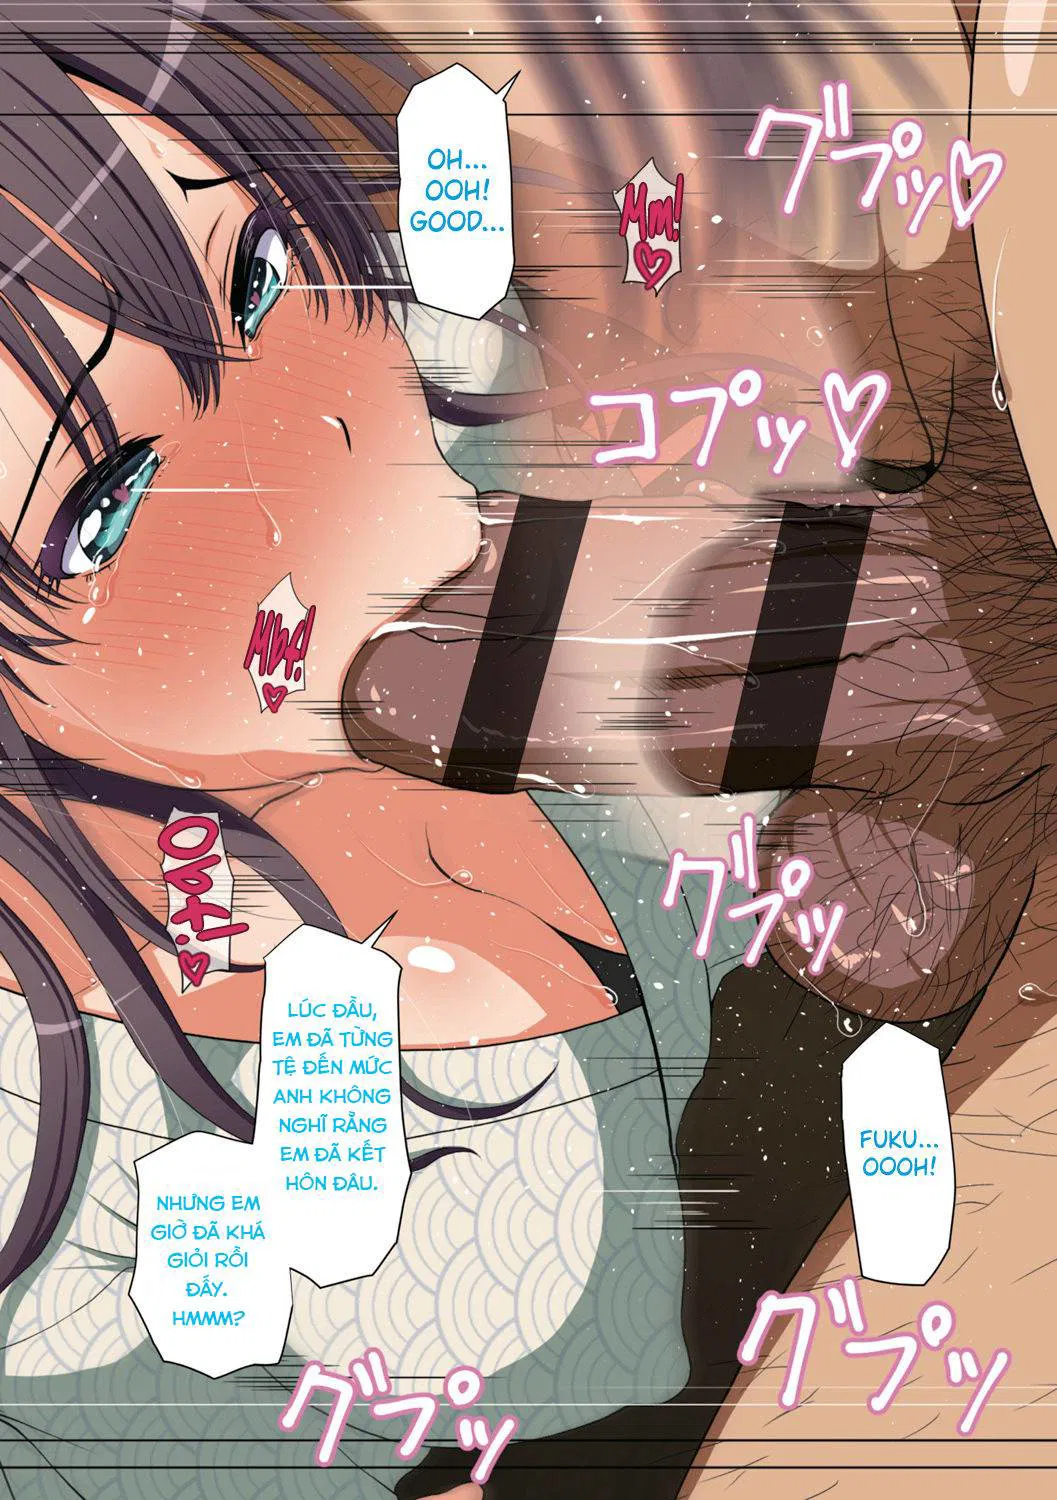 OH...
OOH!
GOOD...
Mm!
グプッ♡
コプッ♡
グプッ
LÚC ĐẦU,
EM ĐÃ TỪNG
TỆ ĐẾN MỨC
ANH KHÔNG
NGHĨ RẰNG
EM ĐÃ KẾT
HÔN ĐÂU.
NHƯNG EM
GIỜ ĐÃ KHÁ
GIỎI RỒI
ĐẤY.
HMMM?
FUKU...
OOOH!
グプッ
グプッ